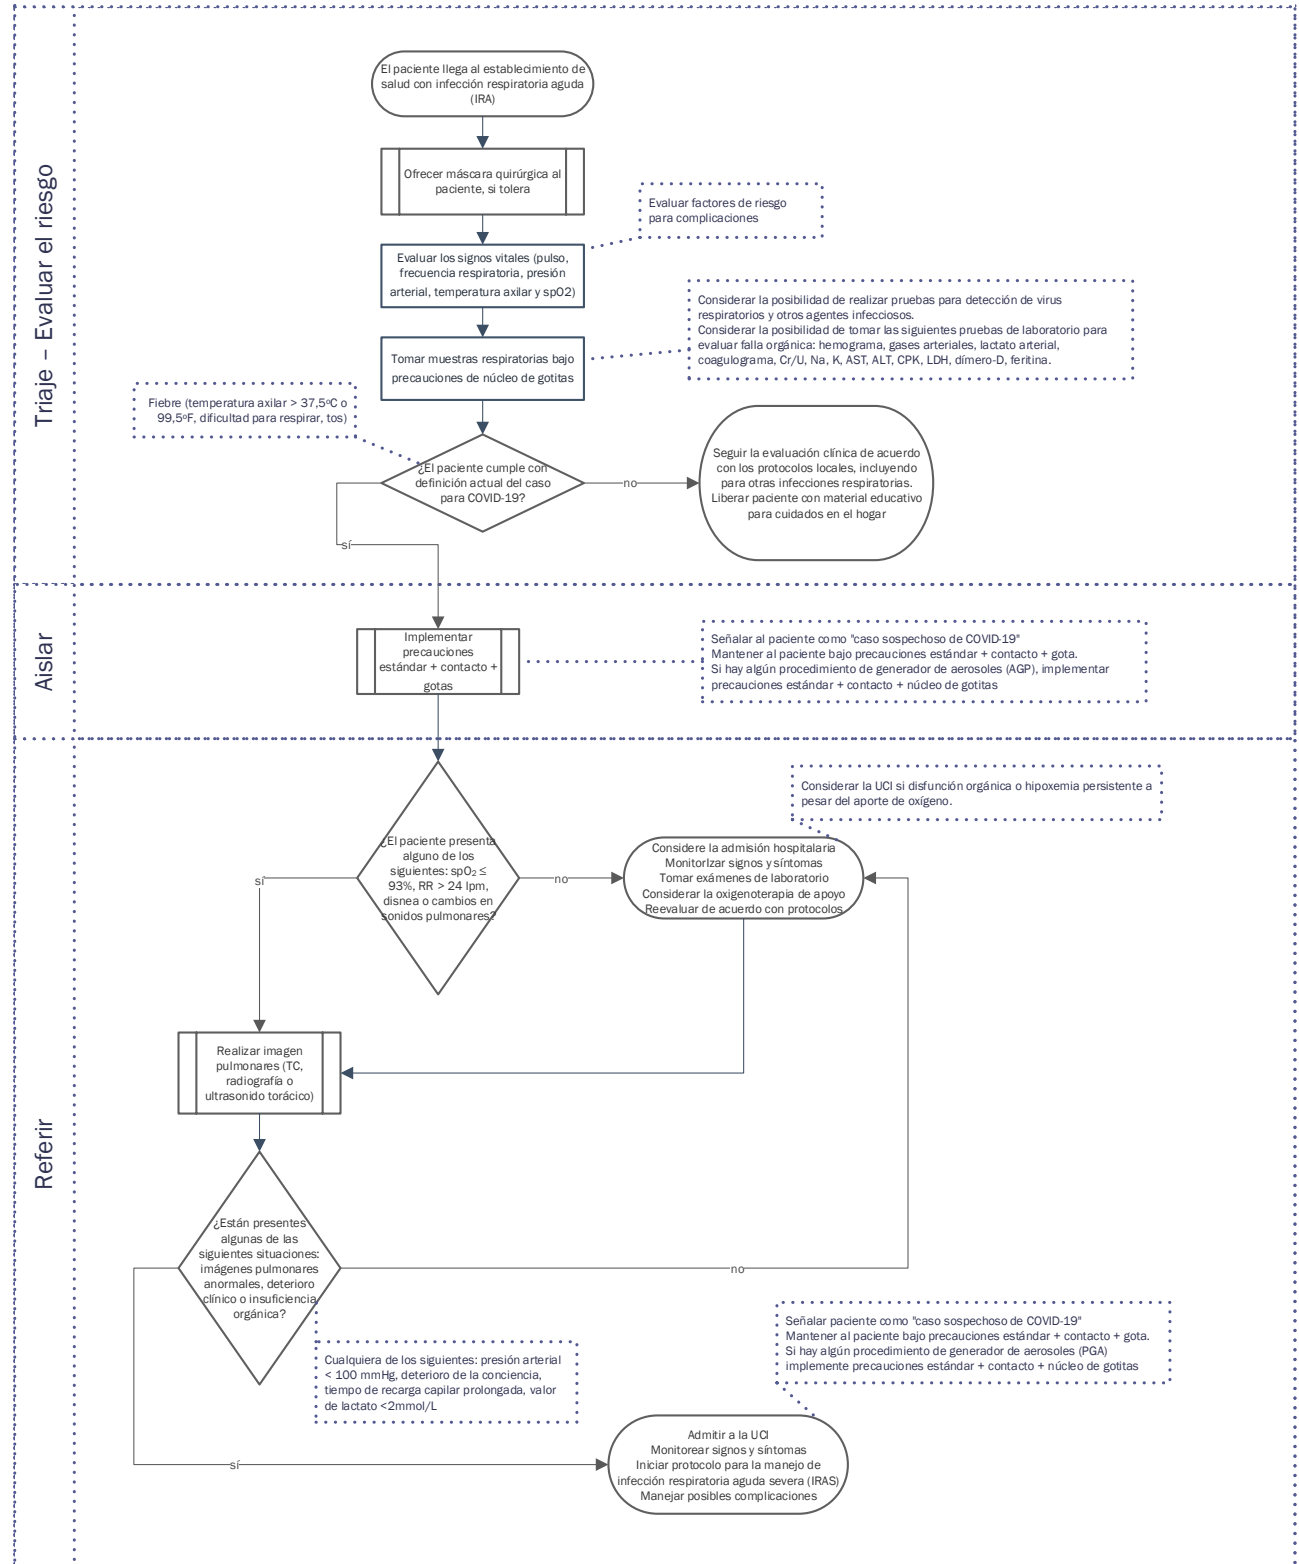 Triaje – Evaluar el riesgo
El paciente llega al establecimiento de
salud con infección respiratoria aguda
(IRA)
Ofrecer máscara quirúrgica al
paciente, si tolera
Evaluar factores de riesgo
para complicaciones
Evaluar los signos vitales (pulso,
frecuencia respiratoria, presión
arterial, temperatura axilar y spO2)
Considerar la posibilidad de realizar pruebas para detección de virus
respiratorios y otros agentes infecciosos.
Considerar la posibilidad de tomar las siguientes pruebas de laboratorio para
evaluar falla orgánica: hemograma, gases arteriales, lactato arterial,
coagulograma, Cr/U, Na, K, AST, ALT, CPK, LDH, dímero-D, feritina.
Tomar muestras respiratorias bajo
precauciones de núcleo de gotitas
Fiebre (temperatura axilar > 37,5ºC o
99,5ºF, dificultad para respirar, tos)
¿El paciente cumple con
definición actual del caso
para COVID-19?
no
Seguir la evaluación clínica de acuerdo
con los protocolos locales, incluyendo
para otras infecciones respiratorias.
Liberar paciente con material educativo
para cuidados en el hogar
sí
Aislar
Implementar
precauciones
estándar + contacto +
gotas
Señalar al paciente como "caso sospechoso de COVID-19"
Mantener al paciente bajo precauciones estándar + contacto + gota.
Si hay algún procedimiento de generador de aerosoles (AGP), implementar
precauciones estándar + contacto + núcleo de gotitas
Referir
Considerar la UCI si disfunción orgánica o hipoxemia persistente a
pesar del aporte de oxígeno.
¿El paciente presenta
alguno de los
siguientes: spO₂ ≤
93%, RR > 24 lpm,
disnea o cambios en
sonidos pulmonares?
sí
no
Considere la admisión hospitalaria
MonitorIzar signos y síntomas
Tomar exámenes de laboratorio
Considerar la oxigenoterapia de apoyo
Reevaluar de acuerdo con protocolos
Realizar imagen
pulmonares (TC,
radiografía o
ultrasonido torácico)
¿Están presentes
algunas de las
siguientes situaciones:
imágenes pulmonares
anormales, deterioro
clínico o insuficiencia
orgánica?
no
Cualquiera de los siguientes: presión arterial
< 100 mmHg, deterioro de la conciencia,
tiempo de recarga capilar prolongada, valor
de lactato <2mmol/L
Señalar paciente como "caso sospechoso de COVID-19"
Mantener al paciente bajo precauciones estándar + contacto + gota.
Si hay algún procedimiento de generador de aerosoles (PGA)
implemente precauciones estándar + contacto + núcleo de gotitas
sí
Admitir a la UCI
Monitorear signos y síntomas
Iniciar protocolo para la manejo de
infección respiratoria aguda severa (IRAS)
Manejar posibles complicaciones